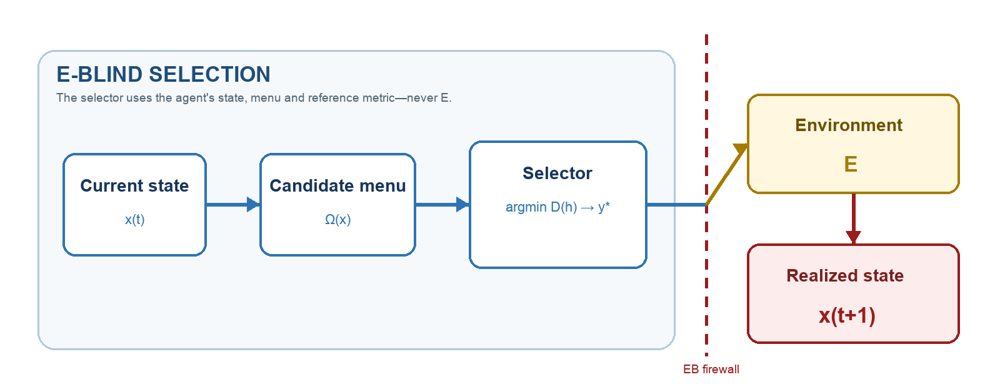 E-BLIND SELECTION
The selector uses the agent's state, menu and reference metric—never E.
Current state
x(t)
Candidate menu
Ω(x)
Selector
argmin D(h) → y*
Environment
E
Realized state
x(t+1)
EB firewall